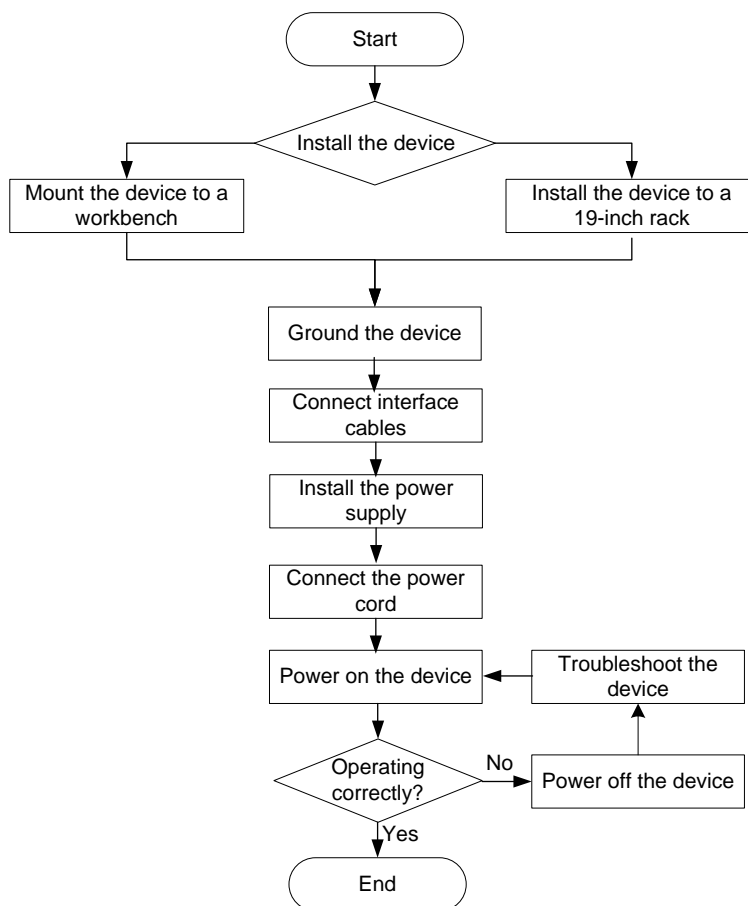 Start
Install the device
Mount the device to a
workbench
Install the device to a
19-inch rack
Ground the device
Connect interface
cables
Install the power
supply
Connect the power
cord
Power on the device
Troubleshoot the
device
Operating
correctly?
No
Power off the device
Yes
End